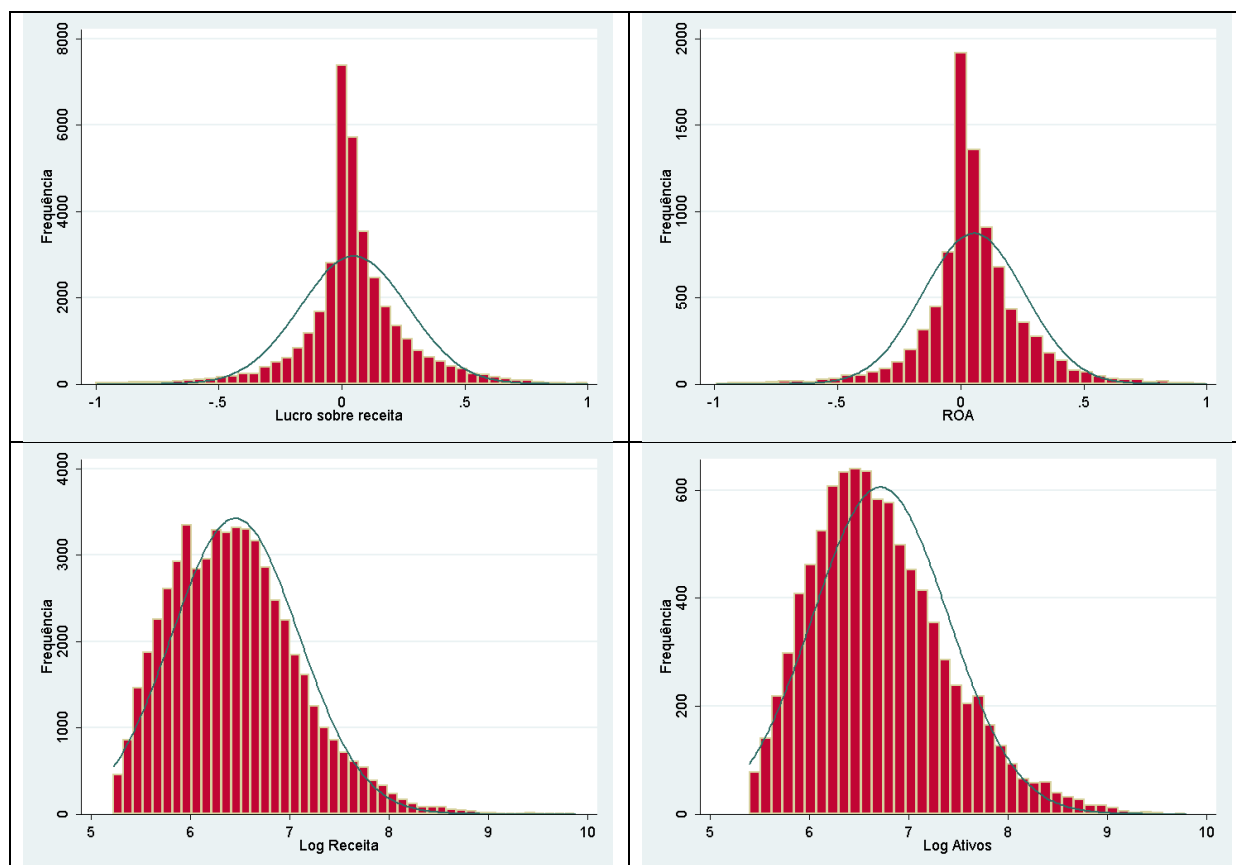 8000
6000
4000
2000
0
Frequência
-1 -.5 0 .5 1
Lucro sobre receita
2000
1500
1000
500
0
Frequência
-1 -.5 0 .5 1
ROA
4000
3000
2000
1000
0
Frequência
5 6 7 8 9 10
Log Receita
600
400
200
0
Frequência
5 6 7 8 9 10
Log Ativos